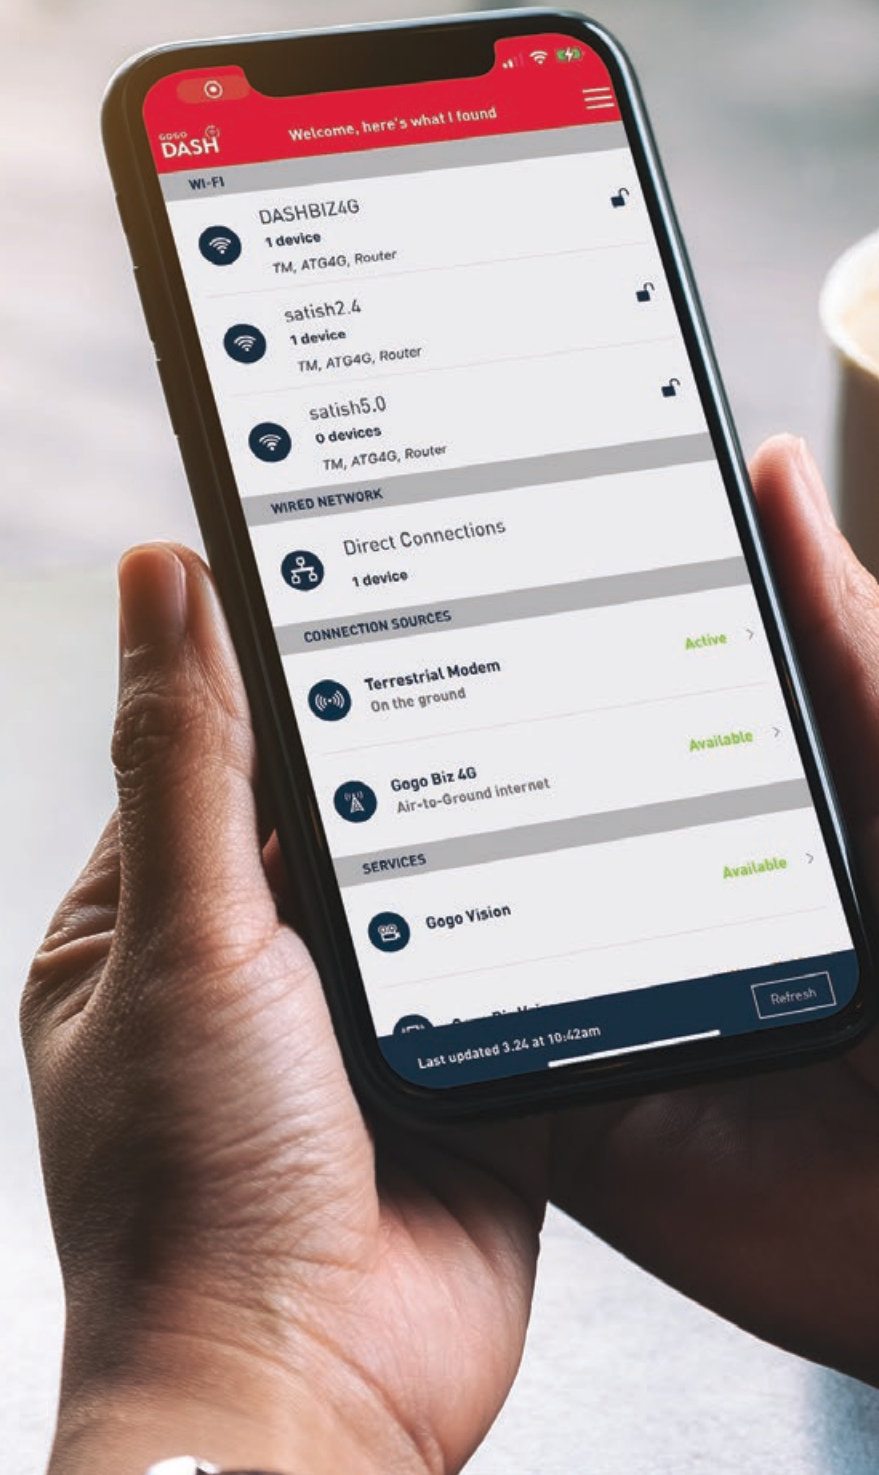 GOGO
DASH
Welcome, here's what I found
WI-FI
DASHBIZ4G
1 device
TM, ATG4G, Router
satish2.4
1 device
TM, ATG4G, Router
satish5.0
0 devices
TM, ATG4G, Router
WIRED NETWORK
Direct Connections
1 device
CONNECTION SOURCES
Terrestrial Modem
Active
On the ground
Gogo Biz 4G
Available
Air-to-Ground internet
SERVICES
Gogo Vision
Available
Last updated 3.24 at 10:42am
Refresh